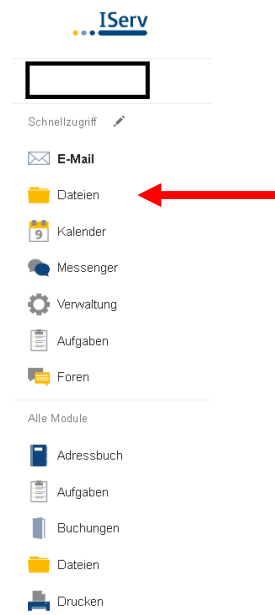 IServ
Schnellzugriff
E-Mail
Dateien
9
Kalender
Messenger
Verwaltung
Aufgaben
Foren
Alle Module
Adressbuch
Aufgaben
Buchungen
Dateien
Drucken